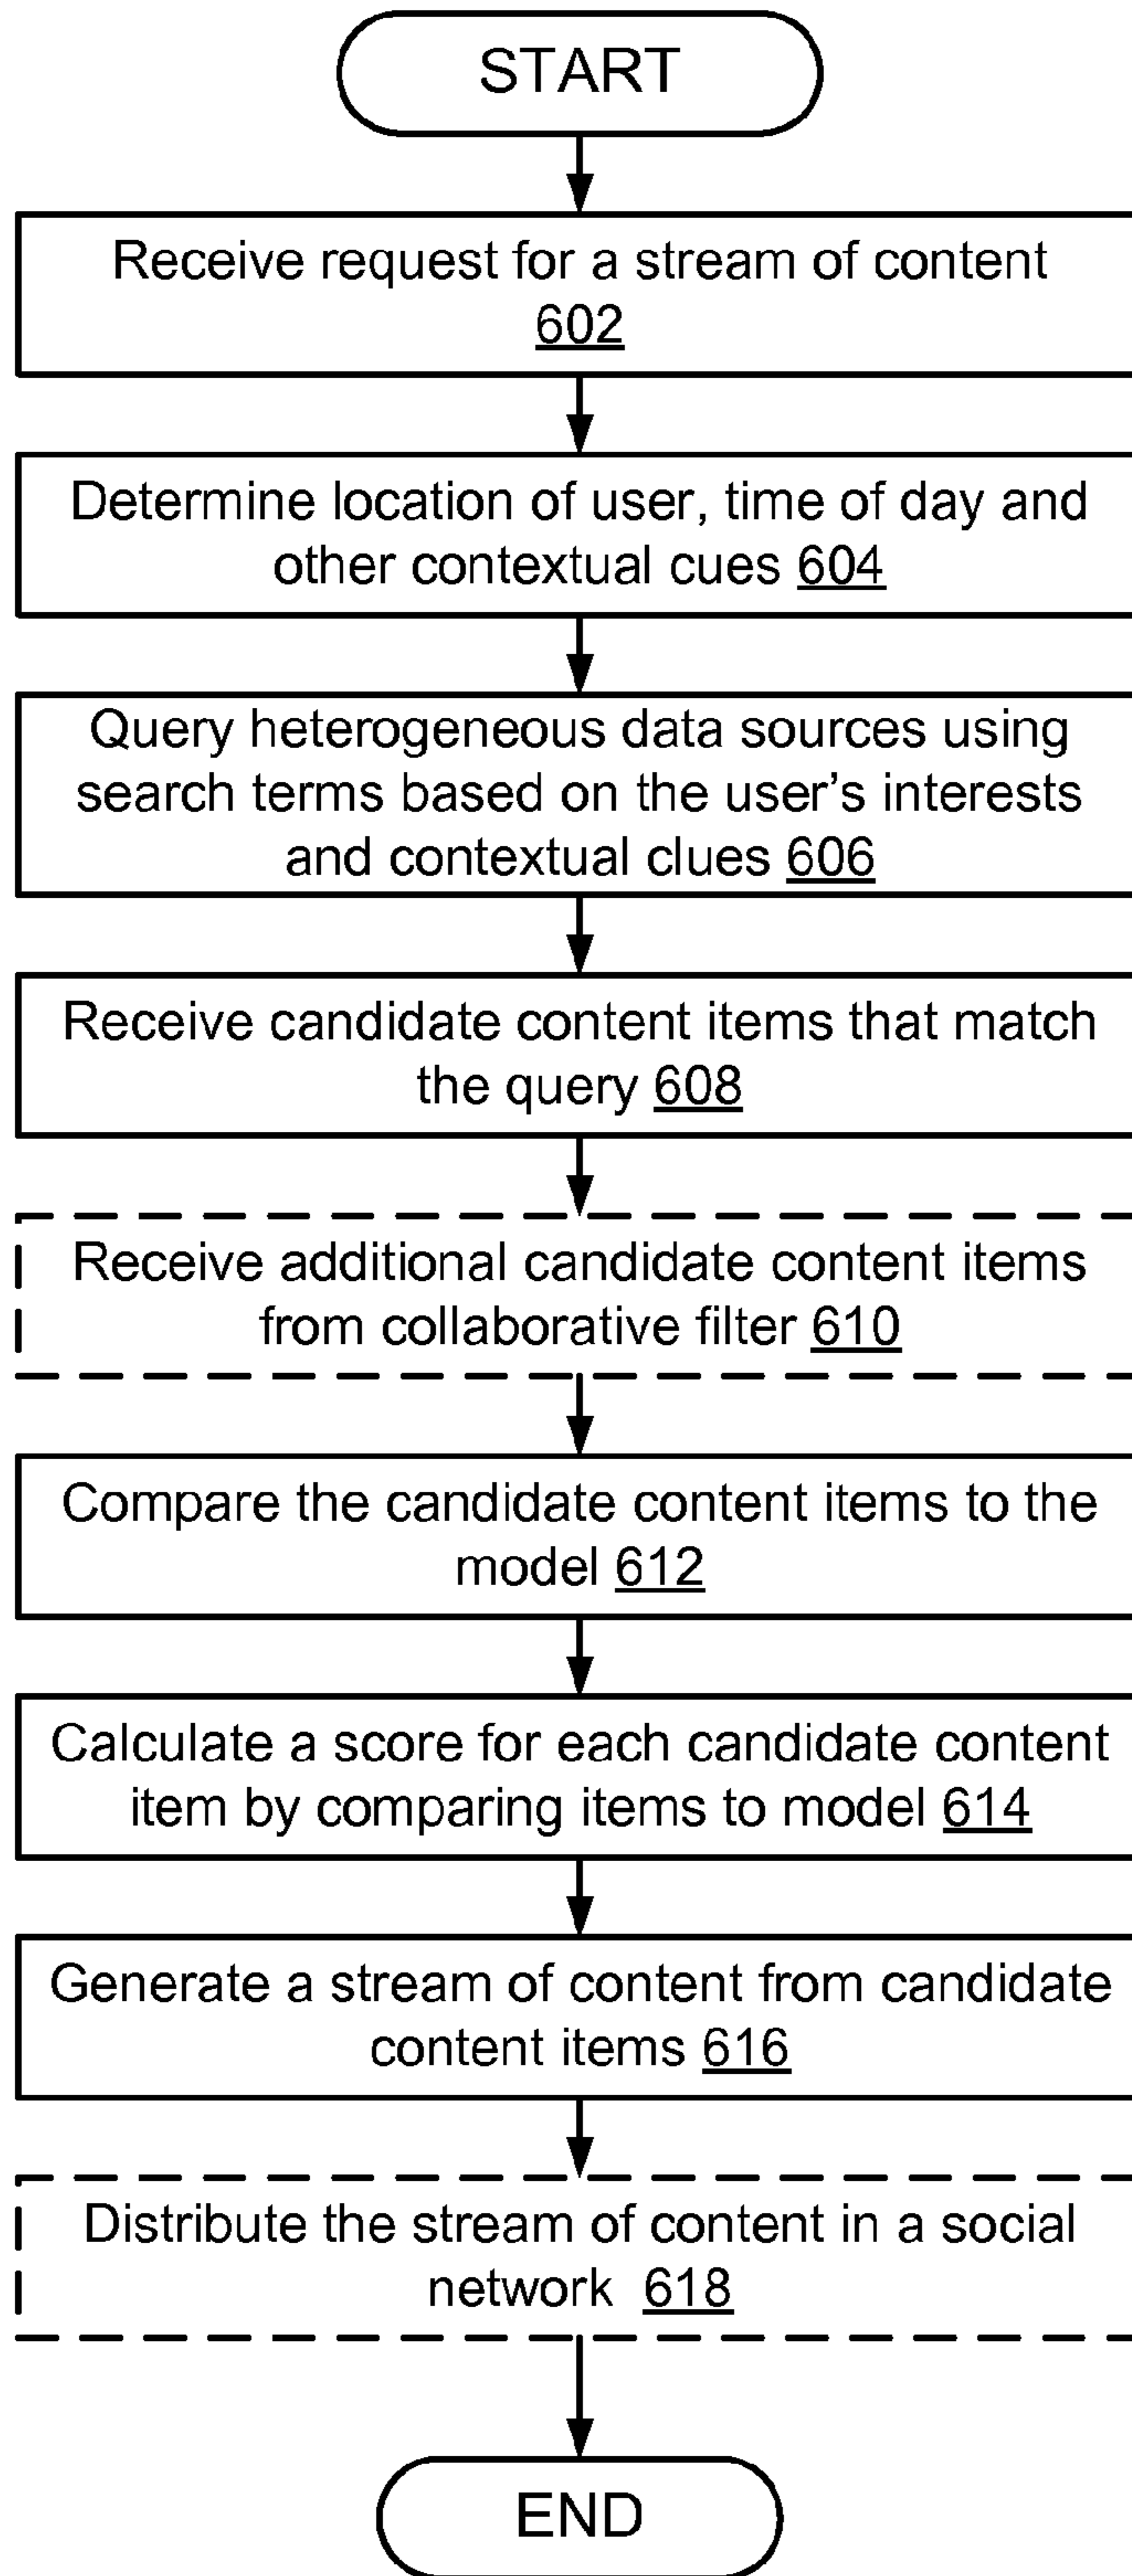 START
Receive request for a stream of content
602
Determine location of user, time of day and
other contextual cues 604
Query heterogeneous data sources using
search terms based on the user’s interests
and contextual clues 606
Receive candidate content items that match
the query 608
Receive additional candidate content items
from collaborative filter 610
Compare the candidate content items to the
model 612
Calculate a score for each candidate content
item by comparing items to model 614
Generate a stream of content from candidate
content items 616
Distribute the stream of content in a social
network 618
END